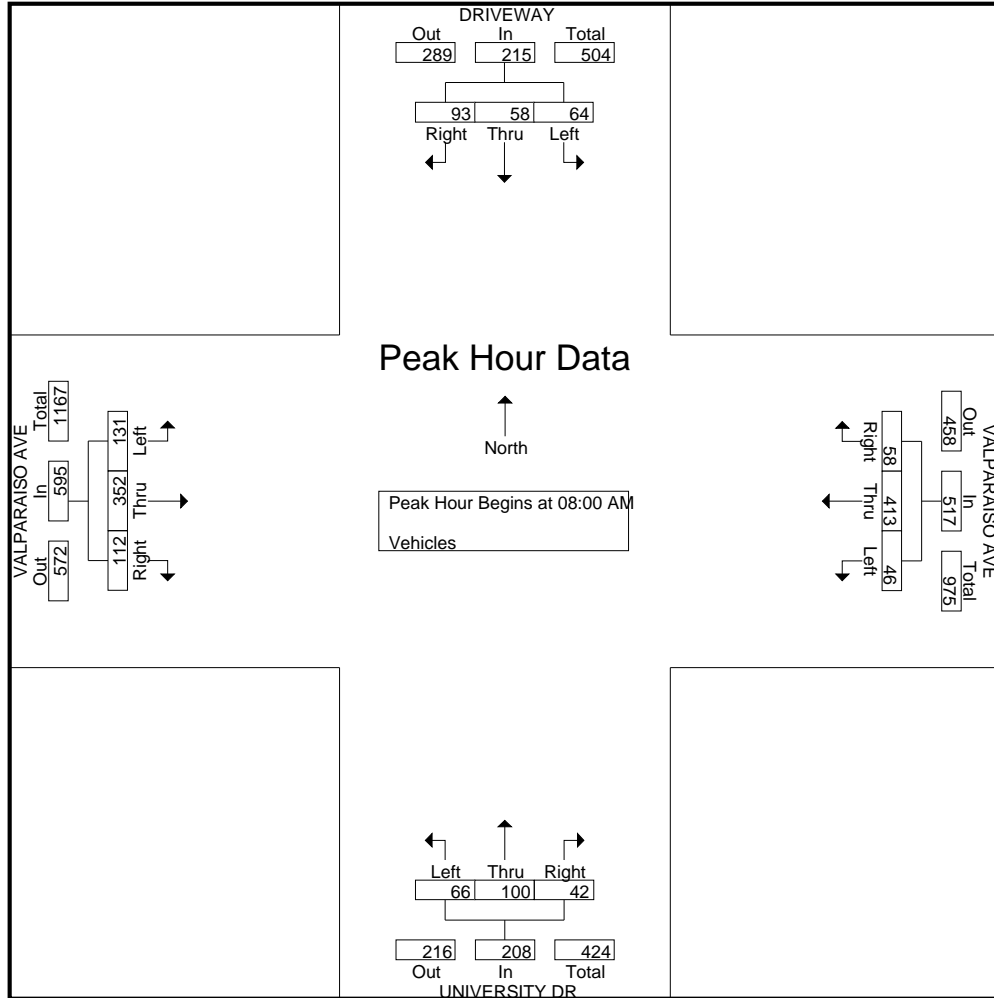 DRIVEWAY
Out In Total
289 215 504
93 58 64
Right Thru Left
Peak Hour Data
North
Peak Hour Begins at 08:00 AM
Vehicles
VALPARAISO AVE
Out In Total
572 595 1167
112 352 131
Right Thru Left
VALPARAISO AVE
Out In Total
458 517 975
58 413 46
Right Thru Left
Left Thru Right
66 100 42
216 208 424
Out In Total
UNIVERSITY DR